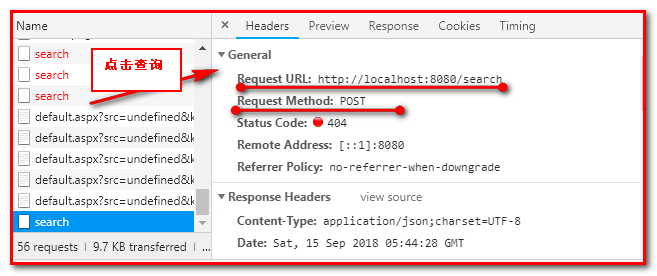 Name
search
search
search
default.aspx?src=undefined&k
default.aspx?src=undefined&k
default.aspx?src=undefined&k
default.aspx?src=undefined&k
default.aspx?src=undefined&k
search
56 requests | 9.7 KB transferred | ...
点击查询
× Headers Preview Response Cookies Timing
▼ General
Request URL: http://localhost:8080/search
Request Method: POST
Status Code: 404
Remote Address: [::1]:8080
Referrer Policy: no-referrer-when-downgrade
▼ Response Headers view source
Content-Type: application/json;charset=UTF-8
Date: Sat, 15 Sep 2018 05:44:28 GMT